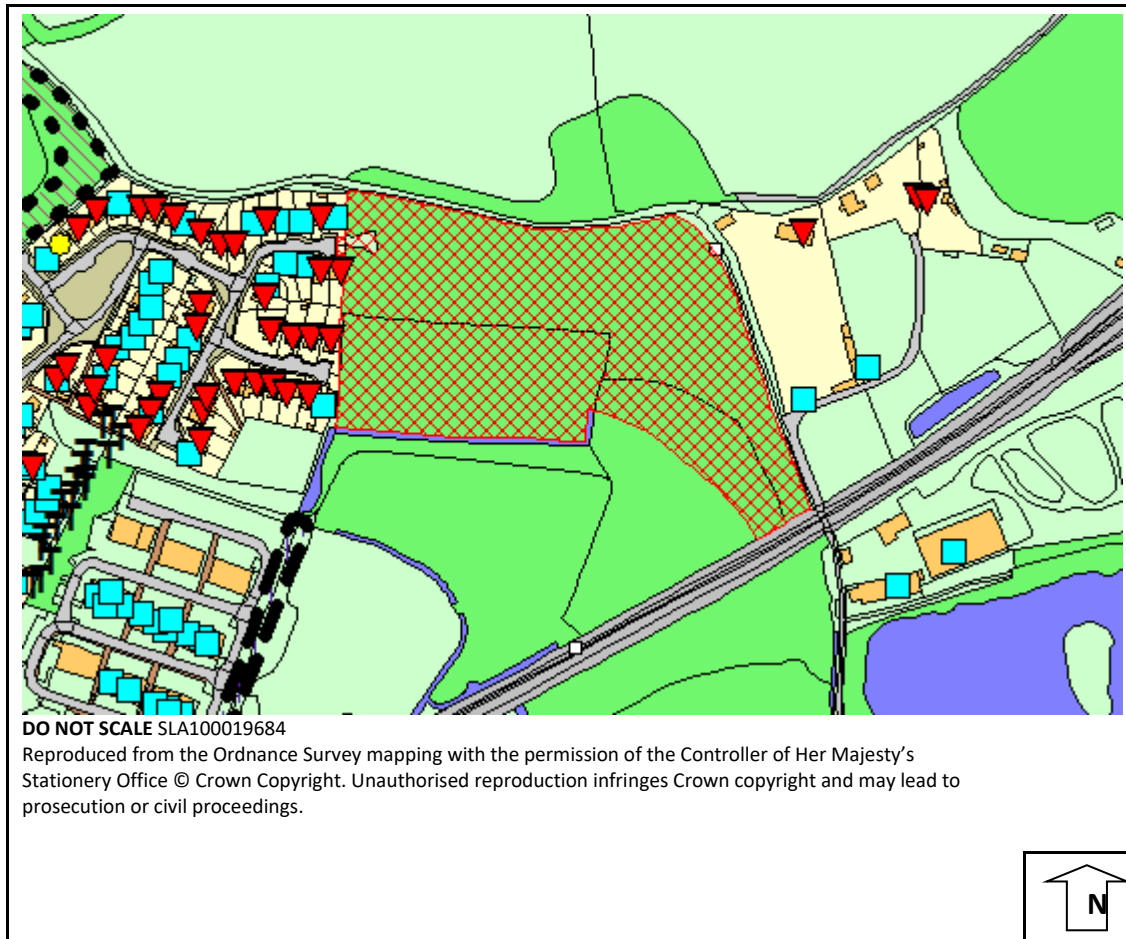 DO NOT SCALE SLA100019684
Reproduced from the Ordnance Survey mapping with the permission of the Controller of Her Majesty’s
Stationery Office © Crown Copyright. Unauthorised reproduction infringes Crown copyright and may lead to
prosecution or civil proceedings.
N